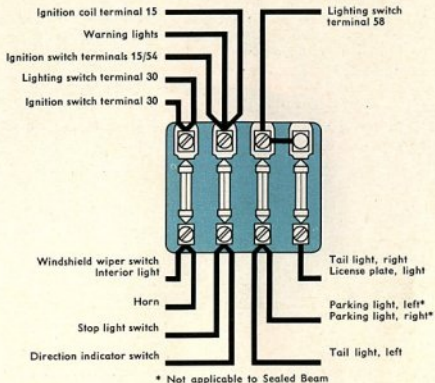 Ignition coil terminal 15
Warning lights
Ignition switch terminals 15/54
Lighting switch terminal 30
Ignition switch terminal 30
Lighting switch
terminal 58
Windshield wiper switch
Interior light
Horn
Stop light switch
Direction indicator switch
Tail light, right
License plate, light
Parking light, left*
Parking light, right*
Tail light, left
* Not applicable to Sealed Beam